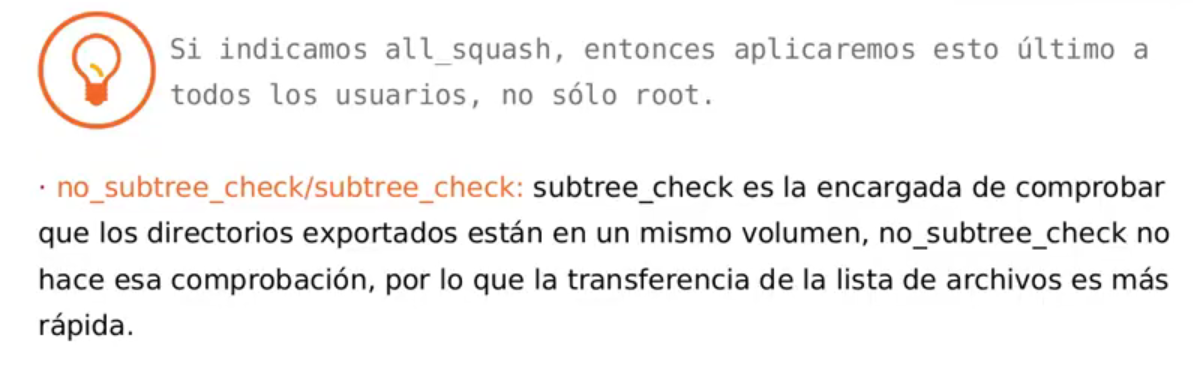 Si indicamos all_squash, entonces aplicaremos esto último a
todos los usuarios, no sólo root.
· no_subtree_check/subtree_check: subtree_check es la encargada de comprobar
que los directorios exportados están en un mismo volumen, no_subtree_check no
hace esa comprobación, por lo que la transferencia de la lista de archivos es más
rápida.